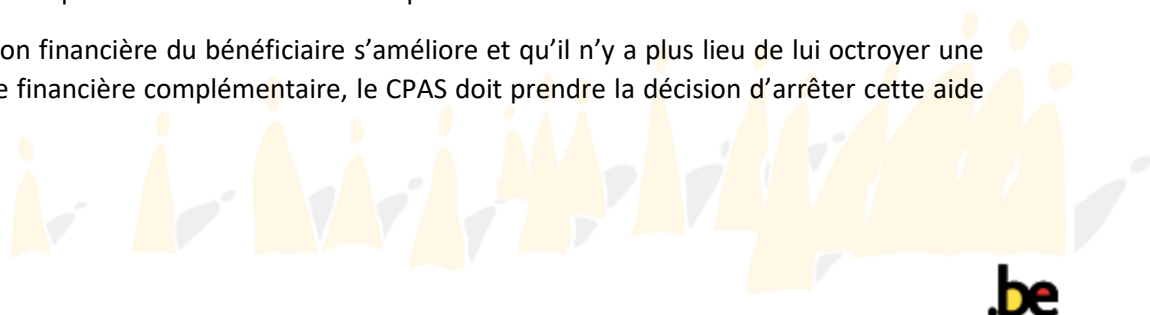 on financière du bénéficiaire s’améliore et qu’il n’y a plus lieu de lui octroyer une
e financière complémentaire, le CPAS doit prendre la décision d’arrêter cette aide
.be